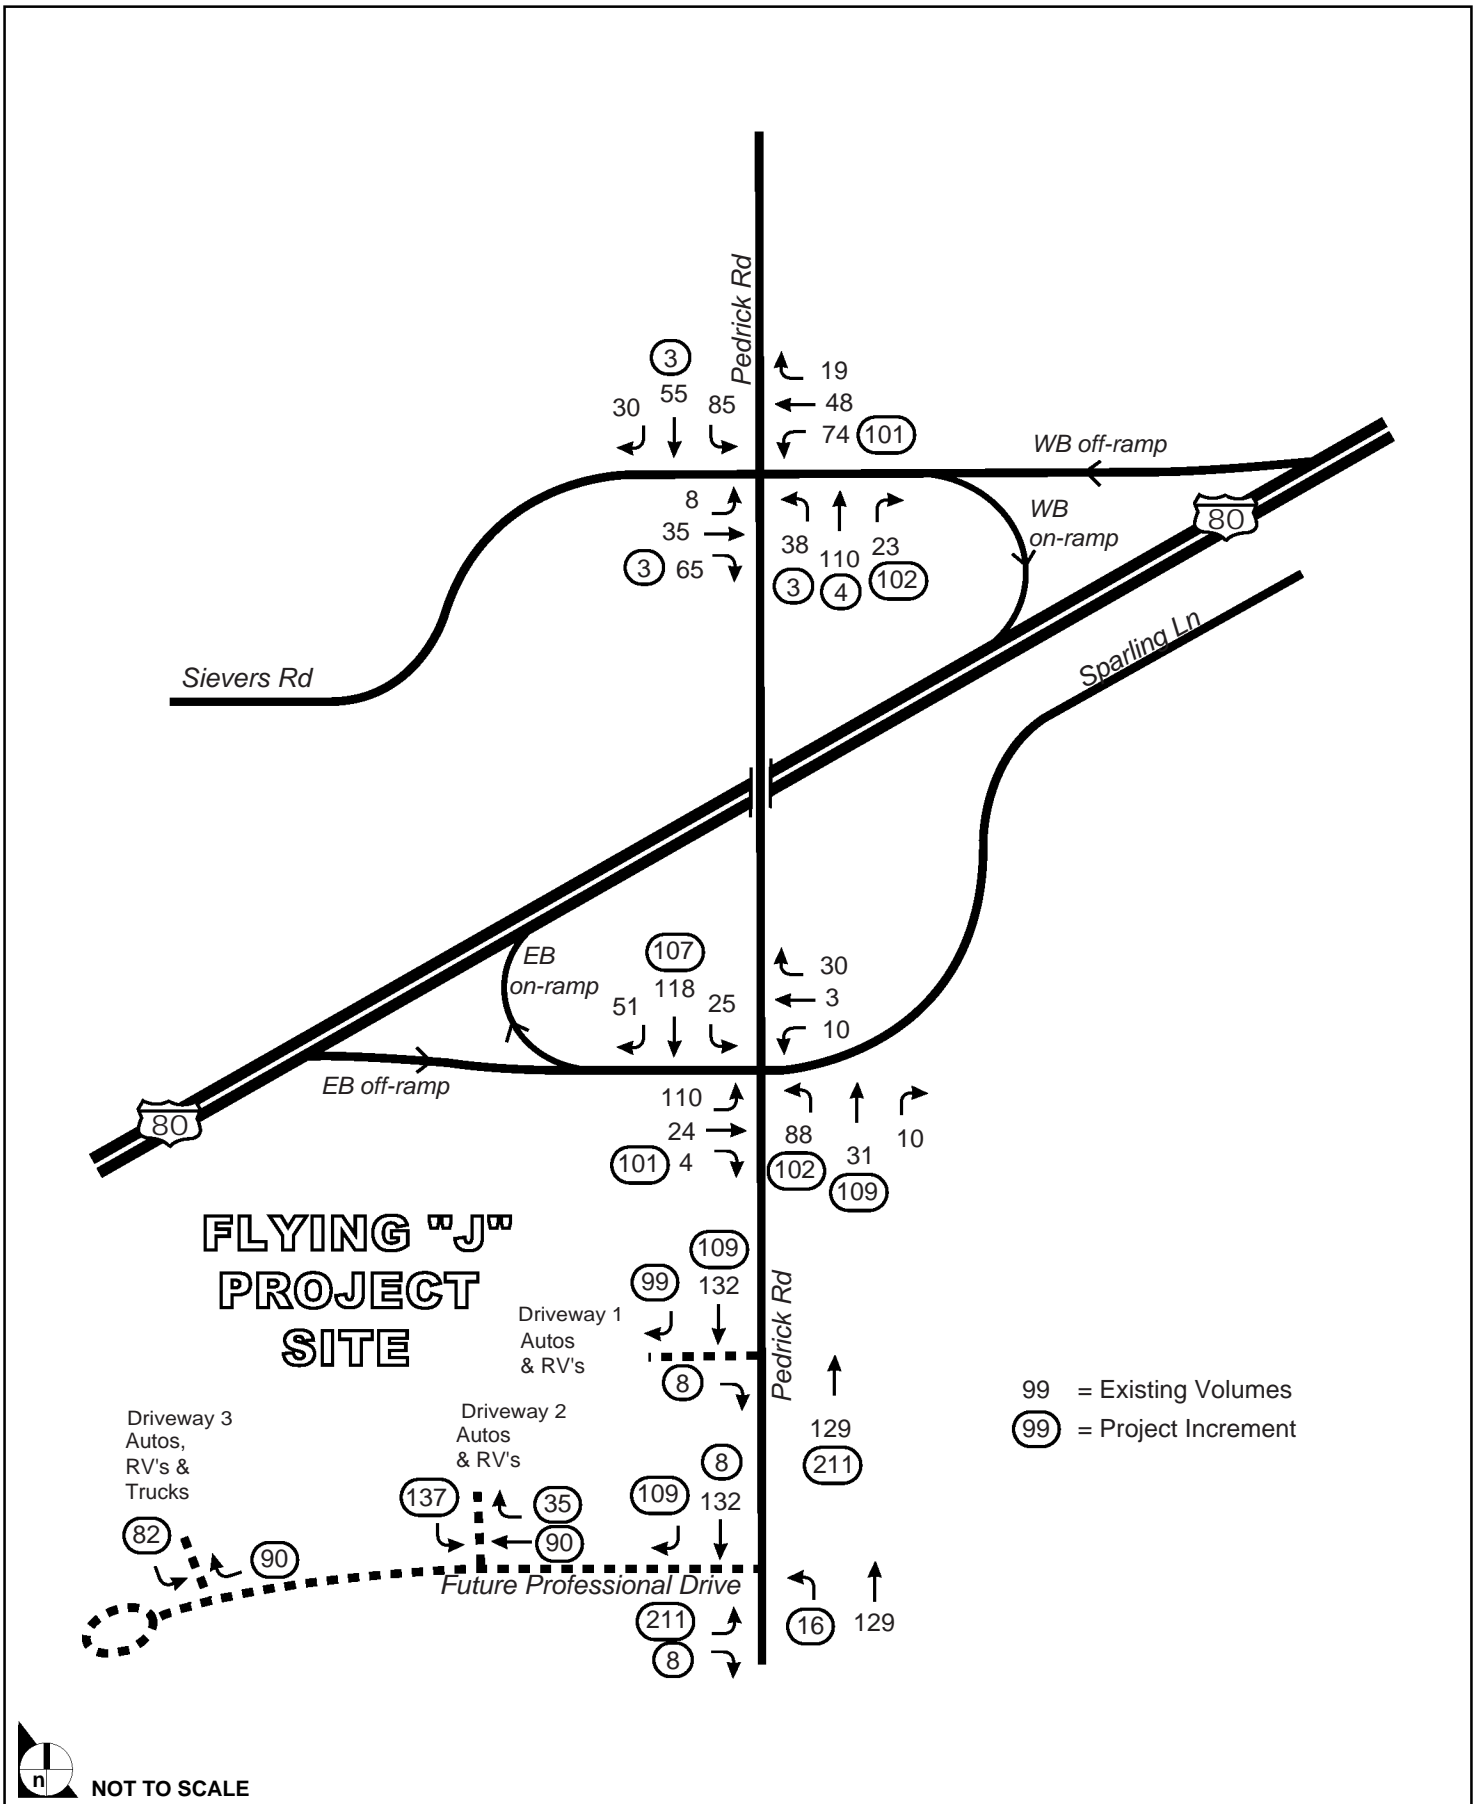 Pedrick Rd
3
30
55
85
19
48
74 101
WB off-ramp
WB
on-ramp
80
8
35
3 65
38
110
23
3
4
102
Sparling Ln
Sievers Rd
EB
on-ramp
107
51
118
25
30
3
10
EB off-ramp
80
110
24
101 4
88
31
10
102
109
FLYING "J"
PROJECT
SITE
109
99
132
Driveway 1
Autos
& RV's
8
Pedrick Rd
129
211
99 = Existing Volumes
99 = Project Increment
Driveway 3
Autos,
RV's &
Trucks
Driveway 2
Autos
& RV's
8
109
132
137
35
90
82
90
Future Professional Drive
211
8
16
129
n
NOT TO SCALE